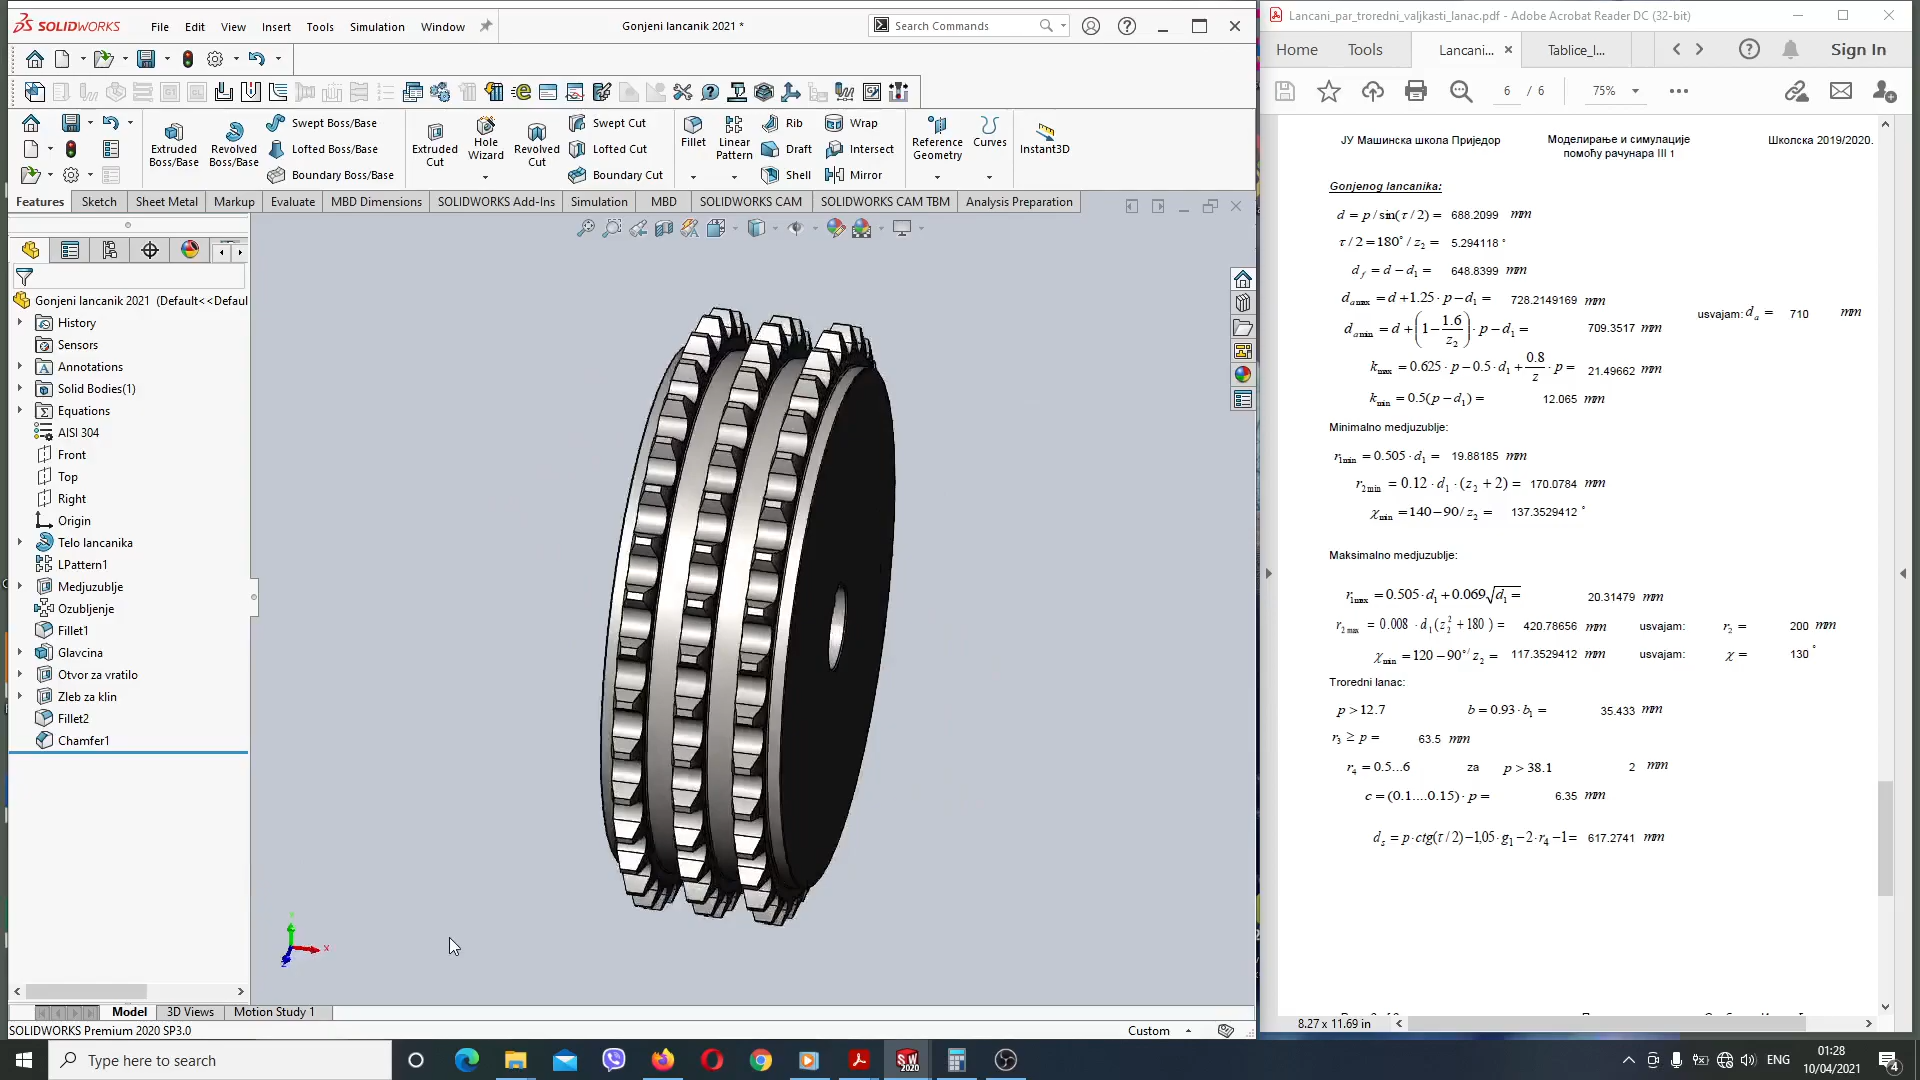 SOLIDWORKS
File Edit View Insert Tools Simulation Window
Gonjeni lancanik 2021 *
Search Commands
Extruded Boss/Base
Revolved Boss/Base
Swept Boss/Base
Lofted Boss/Base
Boundary Boss/Base
Extruded Cut
Hole Wizard
Revolved Cut
Swept Cut
Lofted Cut
Boundary Cut
Fillet
Linear Pattern
Rib
Draft
Shell
Wrap
Intersect
Mirror
Reference Geometry
Curves
Instant3D
Features Sketch Sheet Metal Markup Evaluate MBD Dimensions SOLIDWORKS Add-Ins Simulation MBD SOLIDWORKS CAM SOLIDWORKS CAM TBM Analysis Preparation
Gonjeni lancanik 2021 (Default<<Defaul
History
Sensors
Annotations
Solid Bodies(1)
Equations
AISI 304
Front
Top
Right
Origin
Telo lancanika
LPattern1
Medjuzublje
Ozubljenje
Fillet1
Glavcina
Otvor za vratilo
Zleb za klin
Fillet2
Chamfer1
Model 3D Views Motion Study 1
SOLIDWORKS Premium 2020 SP3.0
Custom
Lancani_par_troredni_valjkasti_lanac.pdf - Adobe Acrobat Reader DC (32-bit)
Home Tools Lancani... Tablice_l... Sign In
6 / 6 75%
ЈУ Машинска школа Приједор
Моделирање и симулације
помоћу рачунара III 1
Школска 2019/2020.
Gonjenog lancanika:
d = p / sin(τ / 2) = 688.2099 mm
τ / 2 = 180° / z₂ = 5.294118 °
d_f = d − d₁ = 648.8399 mm
d_amax = d + 1.25 · p − d₁ = 728.2149169 mm
d_amin = d + (1 − 1.6/z₂) · p − d₁ = 709.3517 mm
usvajam: d_a = 710 mm
k_max = 0.625 · p − 0.5 · d₁ + 0.8/z · p = 21.49662 mm
k_min = 0.5(p − d₁) = 12.065 mm
Minimalno medjuzublje:
r_1min = 0.505 · d₁ = 19.88185 mm
r_2min = 0.12 · d₁ · (z₂ + 2) = 170.0784 mm
χ_min = 140 − 90 / z₂ = 137.3529412 °
Maksimalno medjuzublje:
r_1max = 0.505 · d₁ + 0.069√d₁ = 20.31479 mm
r_2max = 0.008 · d₁(z₂² + 180) = 420.78656 mm usvajam: r₂ = 200 mm
χ_min = 120 − 90°/ z₂ = 117.3529412 mm usvajam: χ = 130 °
Troredni lanac:
p > 12.7 b = 0.93 · b₁ = 35.433 mm
r₃ ≥ p = 63.5 mm
r₄ = 0.5...6 za p > 38.1 2 mm
c = (0.1....0.15) · p = 6.35 mm
d_s = p · ctg(τ / 2) − 1,05 · g₁ − 2 · r₄ − 1 = 617.2741 mm
8.27 x 11.69 in
Type here to search
ENG
01:28
10/04/2021